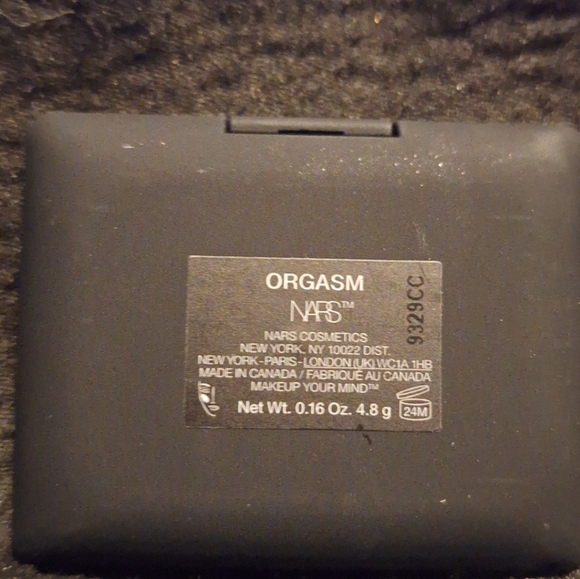 ORGASM
NARS™
NARS COSMETICS
NEW YORK, NY 10022 DIST.
NEW YORK-PARIS-LONDON (UK) WC1A 1HB
MADE IN CANADA / FABRIQUÉ AU CANADA
MAKEUP YOUR MIND™
Net Wt. 0.16 Oz. 4.8 g
24M
9329CC